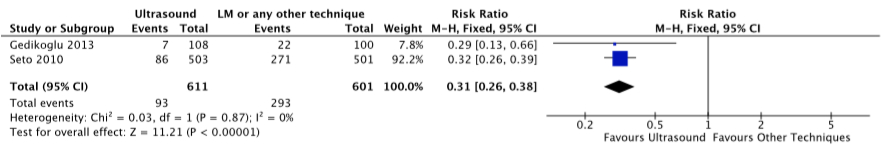 Ultrasound LM or any other technique Risk Ratio Risk Ratio
Study or Subgroup Events Total Events Total Weight M-H, Fixed, 95% CI M-H, Fixed, 95% CI
Gedikoglu 2013 7 108 22 100 7.8% 0.29 [0.13, 0.66]
Seto 2010 86 503 271 501 92.2% 0.32 [0.26, 0.39]
Total (95% CI) 611 601 100.0% 0.31 [0.26, 0.38]
Total events 93 293
Heterogeneity: Chi² = 0.03, df = 1 (P = 0.87); I² = 0%
Test for overall effect: Z = 11.21 (P < 0.00001)
0.2 0.5 1 2 5
Favours Ultrasound Favours Other Techniques